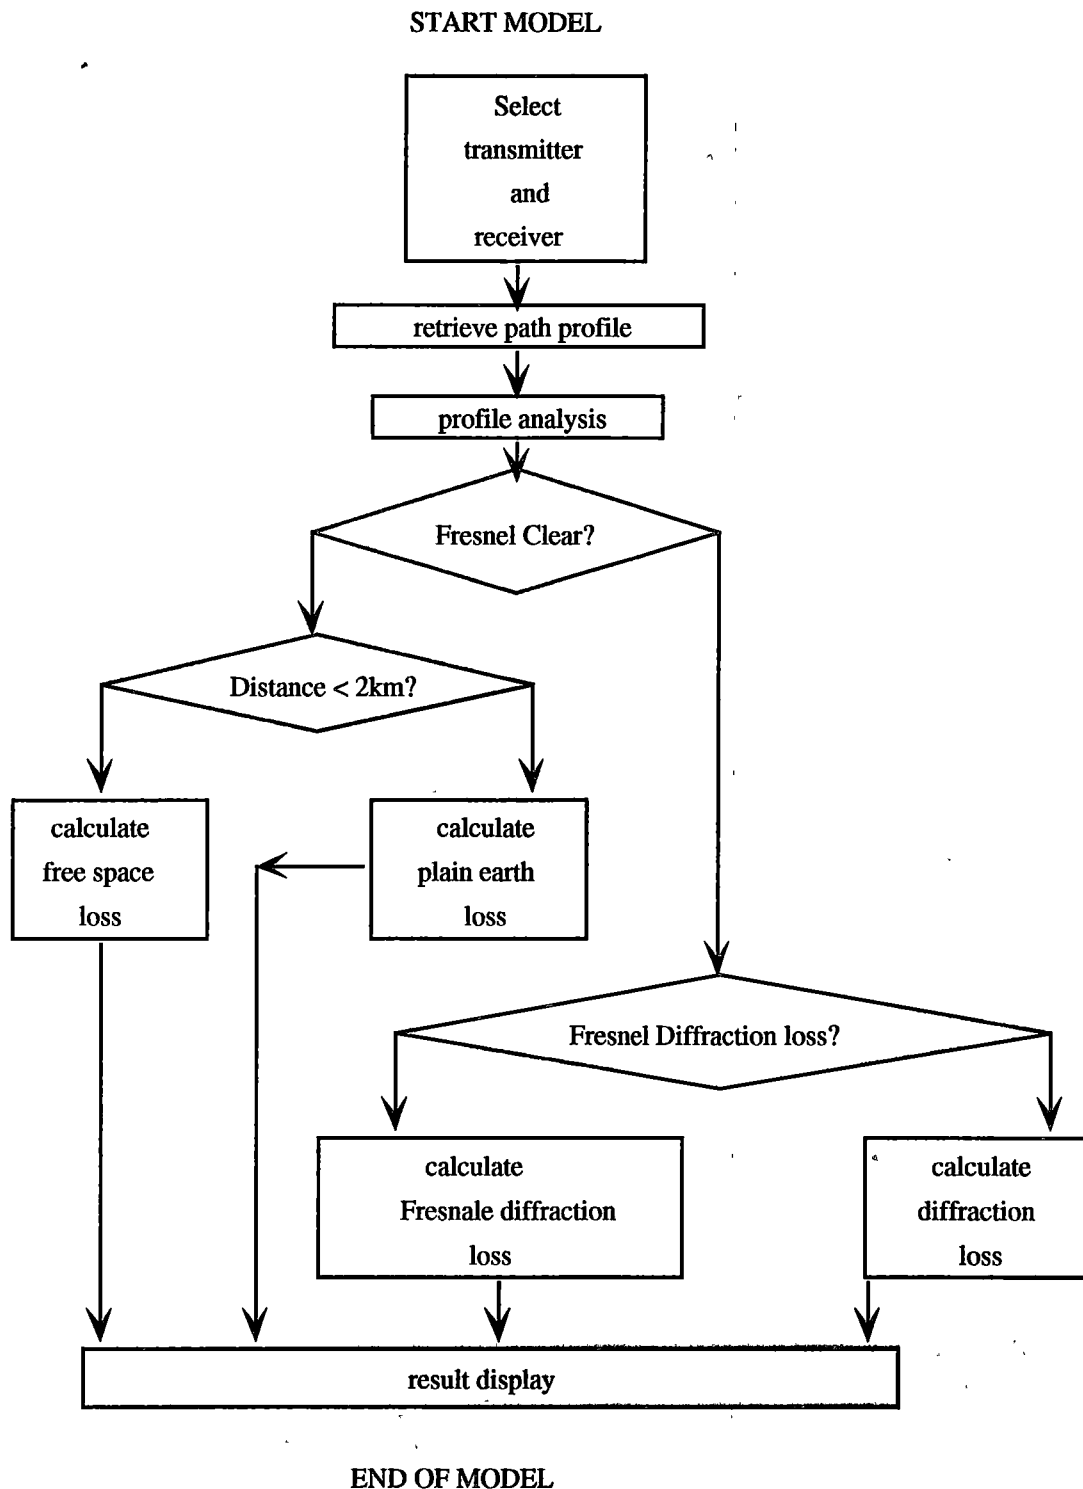 START MODEL
Select
transmitter
and
receiver
retrieve path profile
profile analysis
Fresnel Clear?
Distance < 2km?
calculate
free space
loss
calculate
plain earth
loss
Fresnel Diffraction loss?
calculate
Fresnale diffraction
loss
calculate
diffraction
loss
result display
END OF MODEL